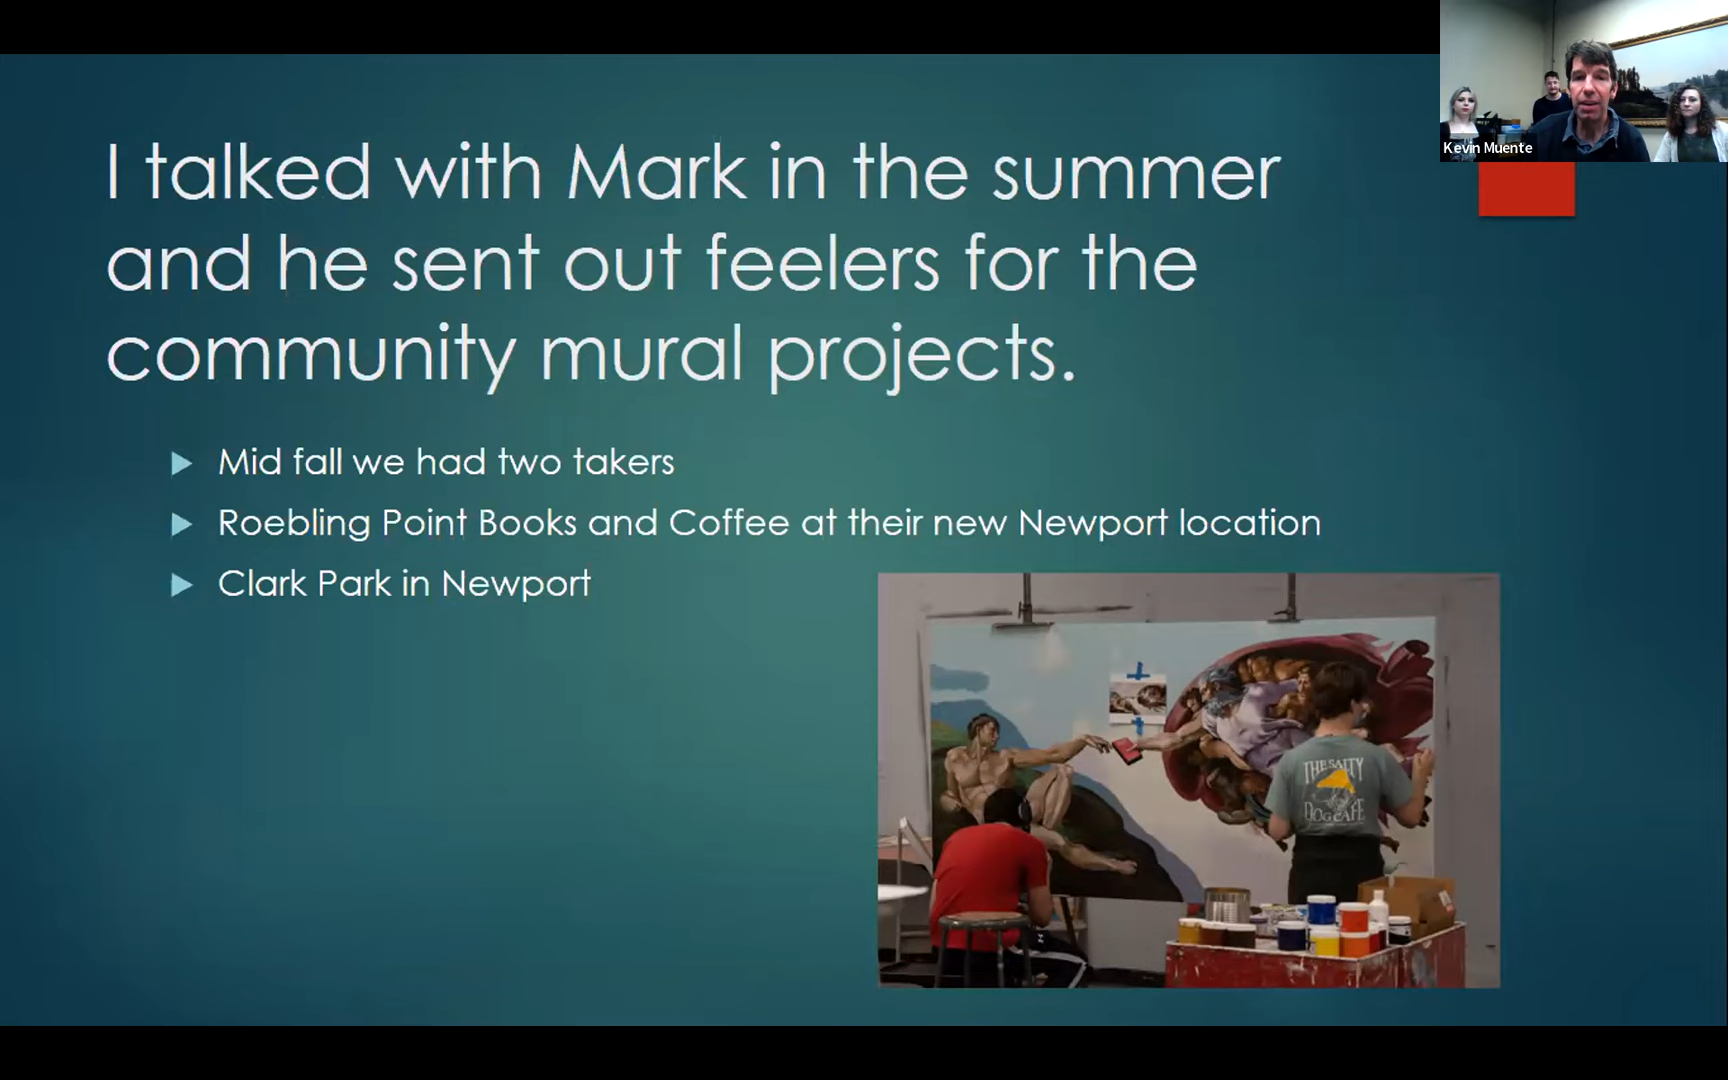 Kevin Muente
I talked with Mark in the summer
and he sent out feelers for the
community mural projects.
Mid fall we had two takers
Roebling Point Books and Coffee at their new Newport location
Clark Park in Newport
THE SALTY
DOG CAFE